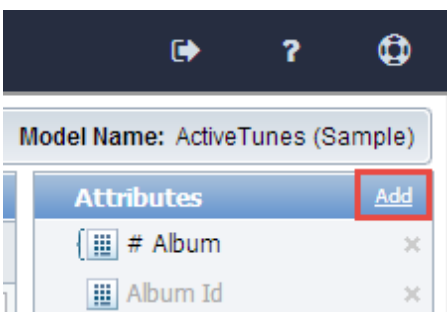 ?
Model Name: ActiveTunes (Sample)
Attributes Add
# Album
Album Id